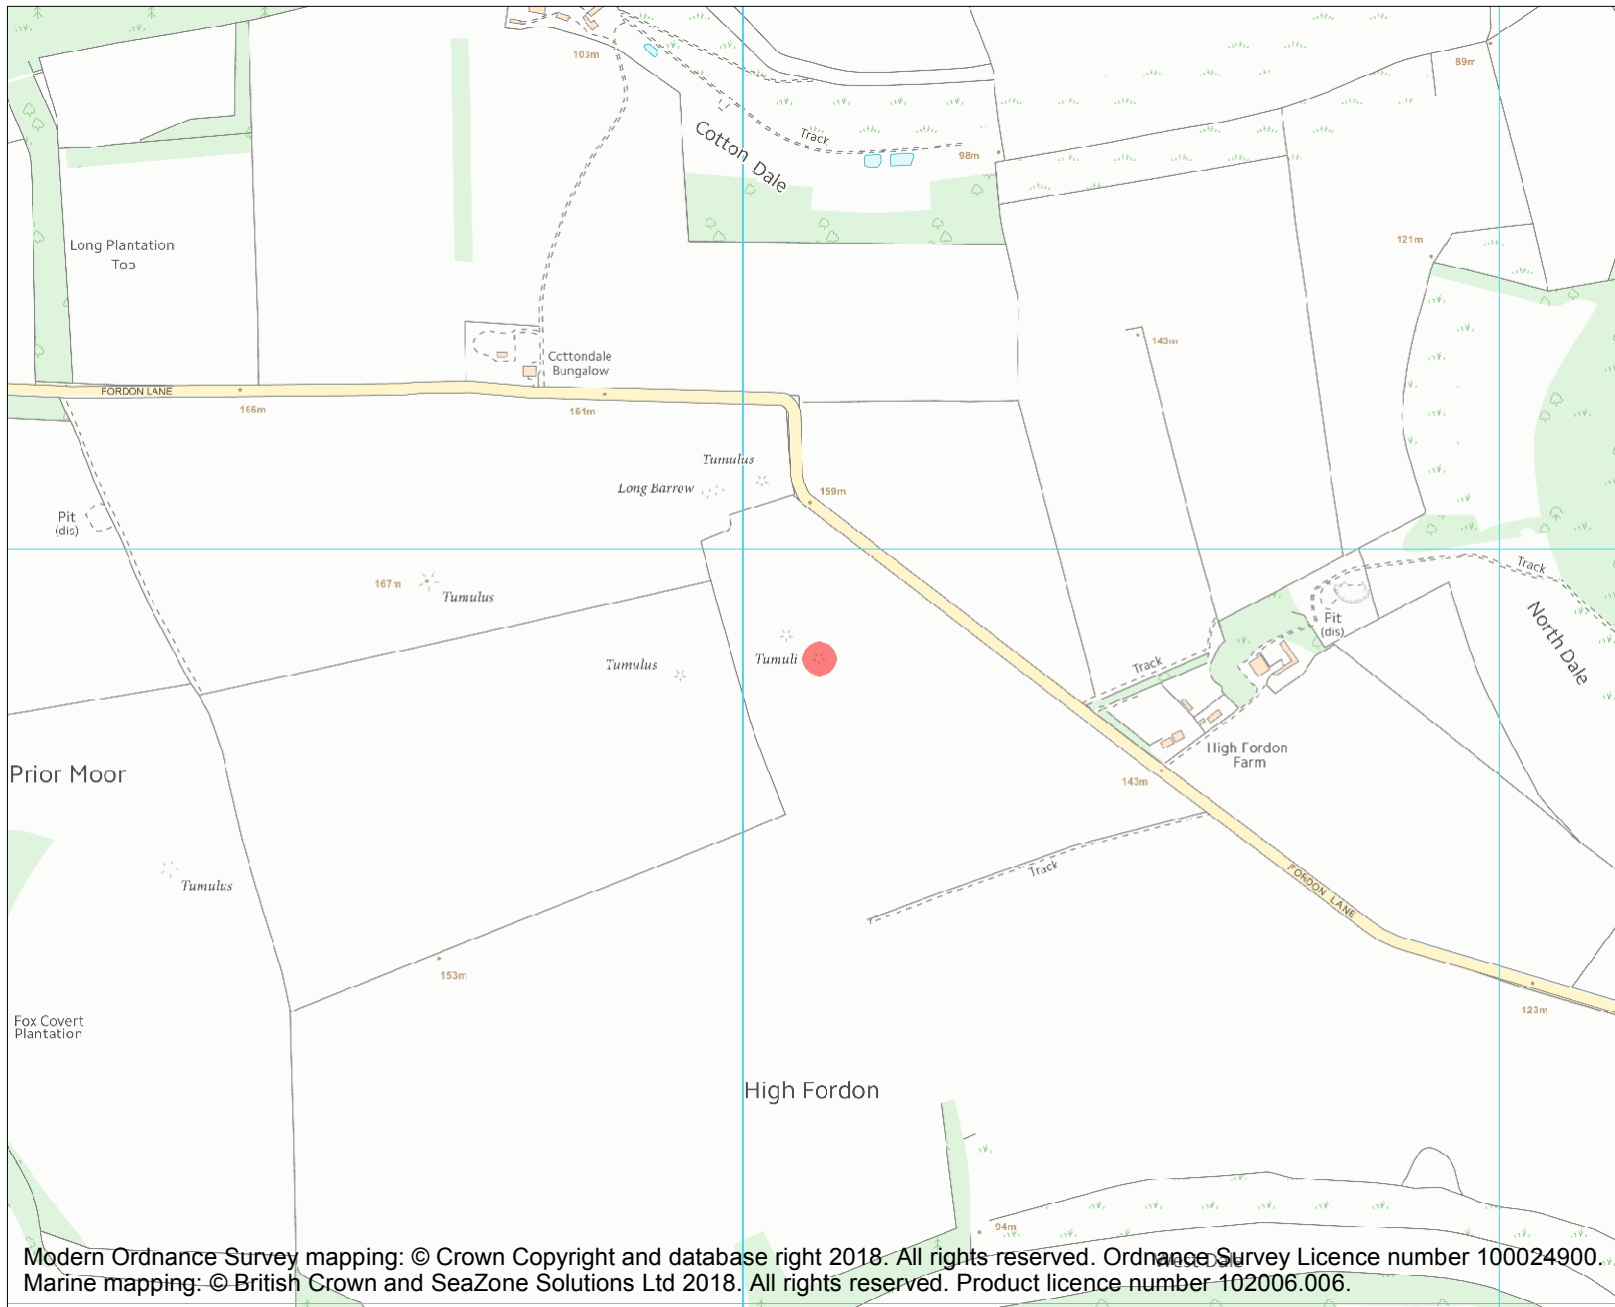 103m
89m
Track
Cotton Dale
98m
Long Plantation
Top
121m
143m
Cottondale
Bungalow
FORDON LANE
166m
161m
Tumulus
Long Barrow
159m
Pit
(dis)
167m
Tumulus
Track
North Dale
Pit
(dis)
Tumulus
Tumuli
Track
High Fordon
Farm
143m
Prior Moor
Track
FORDON LANE
Tumulus
153m
123m
Fox Covert
Plantation
High Fordon
94m
West Dale
Modern Ordnance Survey mapping: © Crown Copyright and database right 2018. All rights reserved. Ordnance Survey Licence number 100024900.
Marine mapping: © British Crown and SeaZone Solutions Ltd 2018. All rights reserved. Product licence number 102006.006.